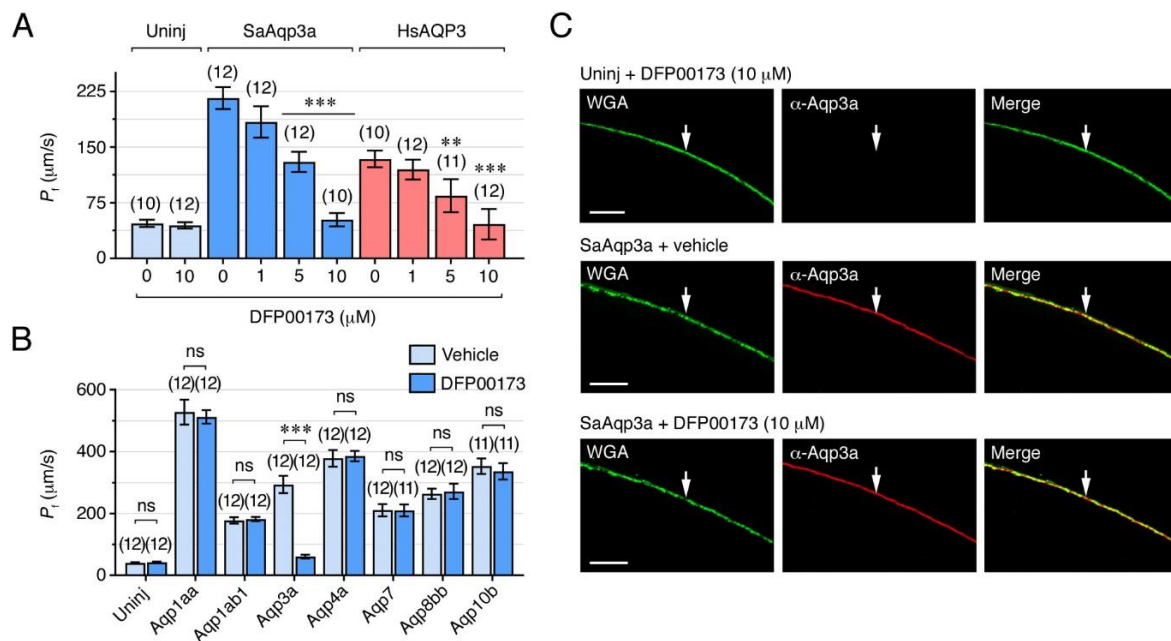 A
Uninj SaAqp3a HsAQP3
225
150
75
0
Pf (μm/s)
(10) (12) (12) (12) (12) (10) (10) (12) (11) (12)
*** ** ***
0 10 0 1 5 10 0 1 5 10
DFP00173 (μM)
B
Vehicle
DFP00173
600
400
200
0
Pf (μm/s)
ns ns ns *** ns ns ns ns
(12)(12) (12)(12) (12)(12) (12)(12) (12)(12) (12)(11) (12)(12) (11)(11)
Uninj Aqp1aa Aqp1ab1 Aqp3a Aqp4a Aqp7 Aqp8bb Aqp10b
C
Uninj + DFP00173 (10 μM)
WGA α-Aqp3a Merge
SaAqp3a + vehicle
WGA α-Aqp3a Merge
SaAqp3a + DFP00173 (10 μM)
WGA α-Aqp3a Merge